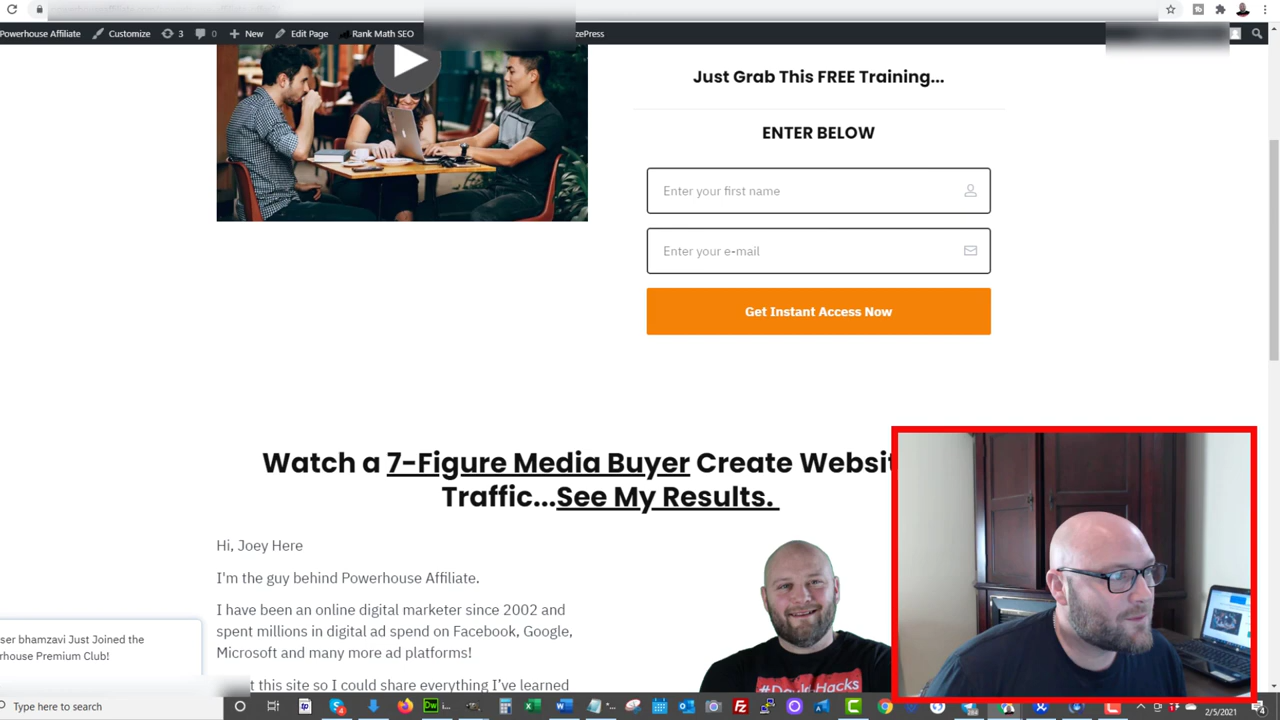 Powerhouse Affiliate Customize 3 0 New Edit Page Rank Math SEO zePress
Just Grab This FREE Training...
ENTER BELOW
Enter your first name
Enter your e-mail
Get Instant Access Now
Watch a 7-Figure Media Buyer Create Websit
Traffic...See My Results.
Hi, Joey Here
I'm the guy behind Powerhouse Affiliate.
I have been an online digital marketer since 2002 and
spent millions in digital ad spend on Facebook, Google,
Microsoft and many more ad platforms!
t this site so I could share everything I've learned
ser bhamzavi Just Joined the
rhouse Premium Club!
Type here to search
2/5/2021